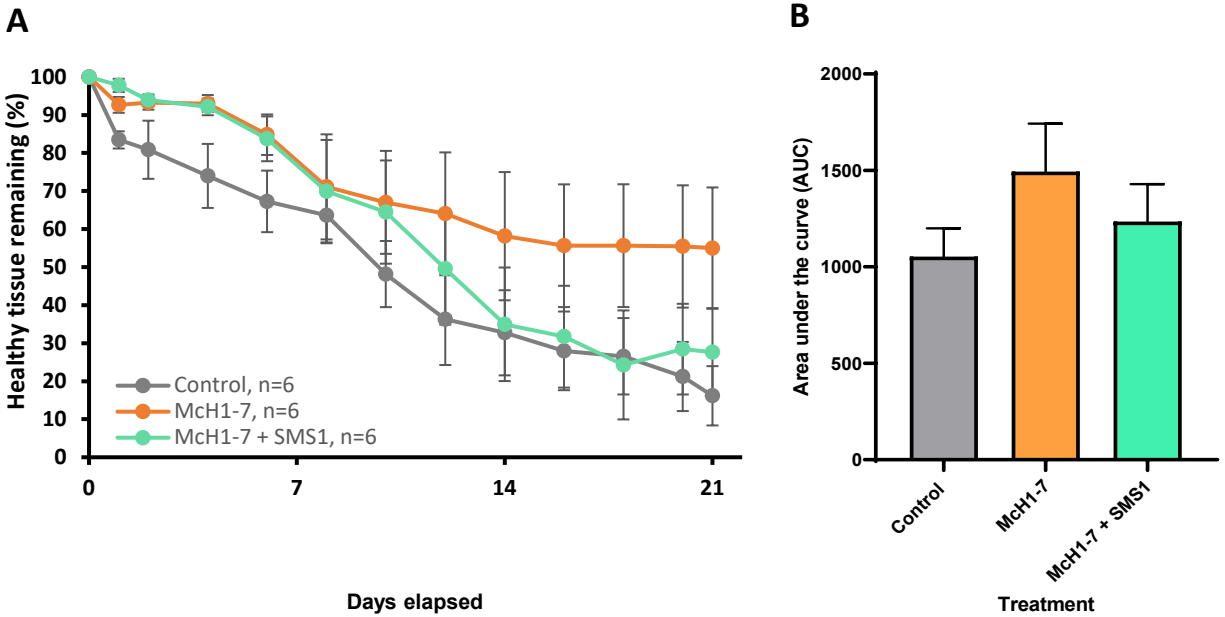 A
Healthy tissue remaining (%)
100
90
80
70
60
50
40
30
20
10
0
Control, n=6
McH1-7, n=6
McH1-7 + SMS1, n=6
0 7 14 21
Days elapsed
B
Area under the curve (AUC)
2000
1500
1000
500
0
Control
McH1-7
McH1-7 + SMS1
Treatment